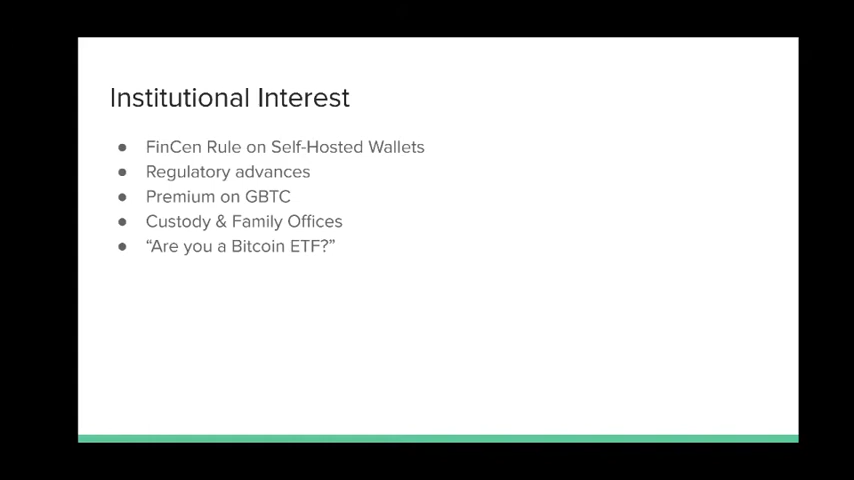 Institutional Interest
● FinCen Rule on Self-Hosted Wallets
● Regulatory advances
● Premium on GBTC
● Custody & Family Offices
● “Are you a Bitcoin ETF?”